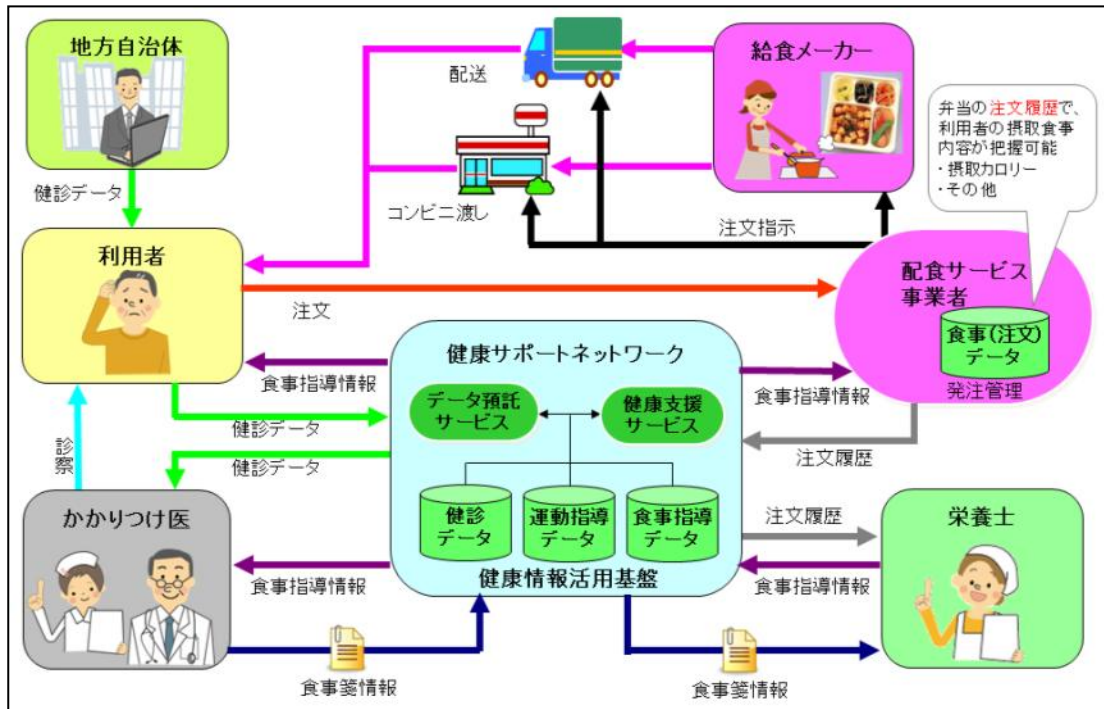 地方自治体
配送
給食メーカー
弁当の注文履歴で、
利用者の摂取食事
内容が把握可能
・摂取カロリー
・その他
健診データ
コンビニ渡し
注文指示
利用者
注文
配食サービス
事業者
食事(注文)
データ
発注管理
健康サポートネットワーク
食事指導情報
食事指導情報
データ預託
サービス
健康支援
サービス
健診データ
健診データ
注文履歴
診察
かかりつけ医
健診
データ
運動指導
データ
食事指導
データ
注文履歴
栄養士
食事指導情報
健康情報活用基盤
食事指導情報
食事箋情報
食事箋情報